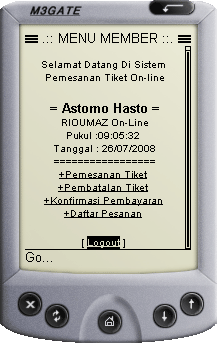 M3GATE
.:: MENU MEMBER ::.
Selamat Datang Di Sistem
Pemesanan Tiket On-line
= Astomo Hasto =
RIOUMAZ On-Line
Pukul :09:05:32
Tanggal : 26/07/2008
==================
+Pemesanan Tiket
+Pembatalan Tiket
+Konfirmasi Pembayaran
+Daftar Pesanan
[Logout]
Go...